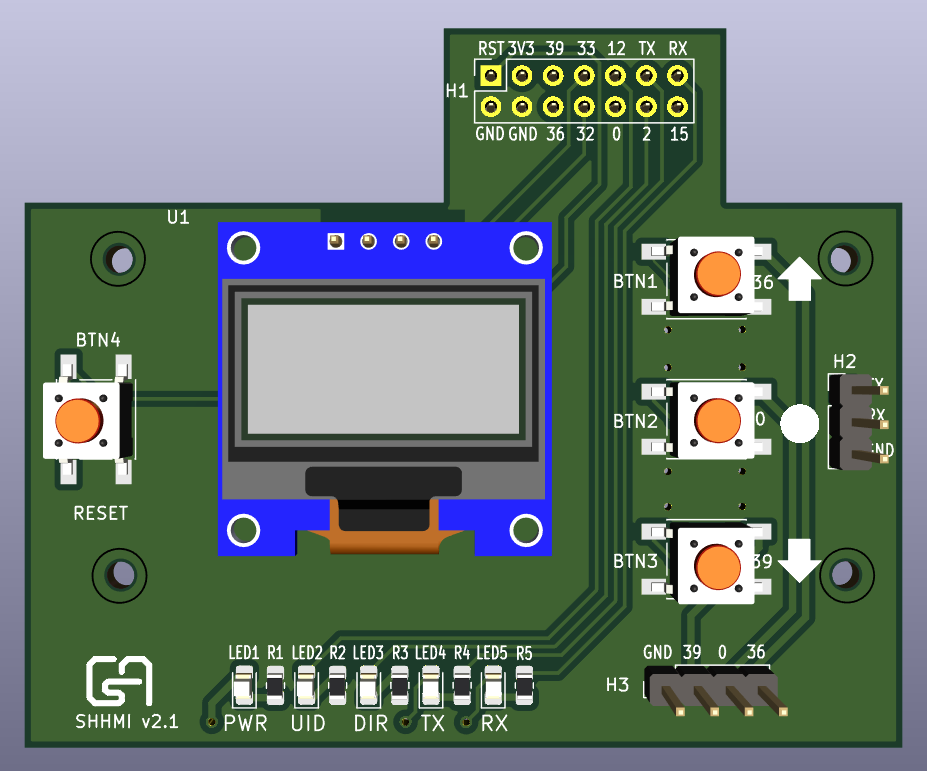 RST 3V3 39 33 12 TX RX
H1
GND GND 36 32 0 2 15
U1
BTN1 36
BTN4
H2
BTN2 0
RX
RESET
BTN3 39
LED1 R1 LED2 R2 LED3 R3 LED4 R4 LED5 R5
GND 39 0 36
H3
SHHMI v2.1
PWR UID DIR TX RX